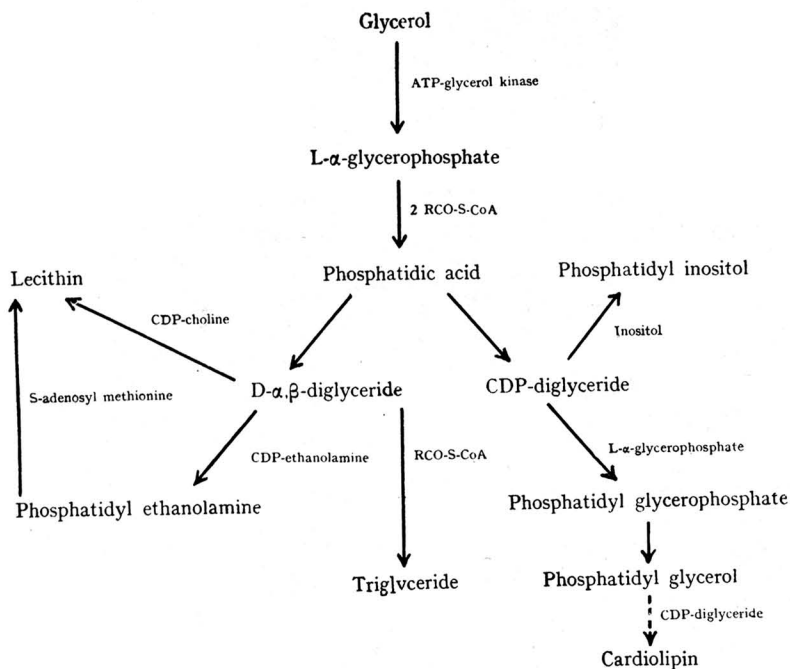 Glycerol
ATP-glycerol kinase
L-α-glycerophosphate
2 RCO-S-CoA
Lecithin
Phosphatidic acid
Phosphatidyl inositol
CDP-choline
Inositol
S-adenosyl methionine
D-α,β-diglyceride
CDP-diglyceride
CDP-ethanolamine
RCO-S-CoA
L-α-glycerophosphate
Phosphatidyl ethanolamine
Phosphatidyl glycerophosphate
Triglyceride
Phosphatidyl glycerol
CDP-diglyceride
Cardiolipin